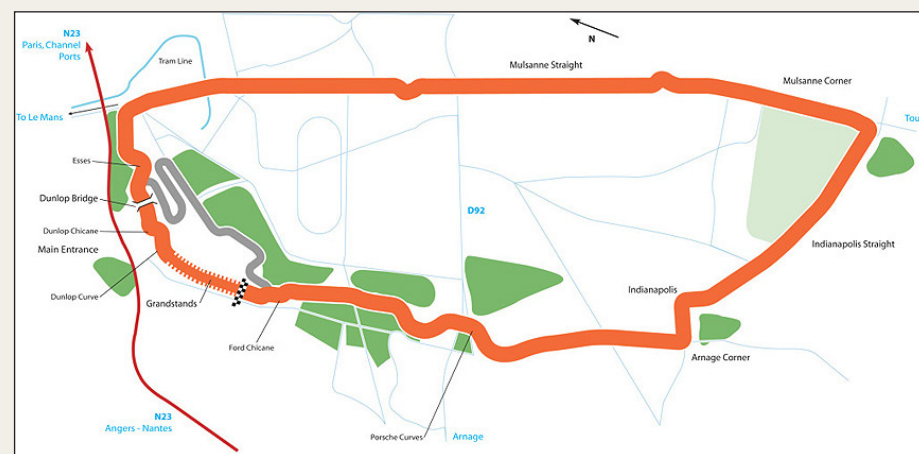 N23
Paris, Channel
Ports
Tram Line
N
Mulsanne Straight
Mulsanne Corner
To Le Mans
Tou
Esses
Dunlop Bridge
D92
Dunlop Chicane
Main Entrance
Indianapolis Straight
Dunlop Curve
Grandstands
Indianapolis
Ford Chicane
Arnage Corner
N23
Angers - Nantes
Porsche Curves
Arnage